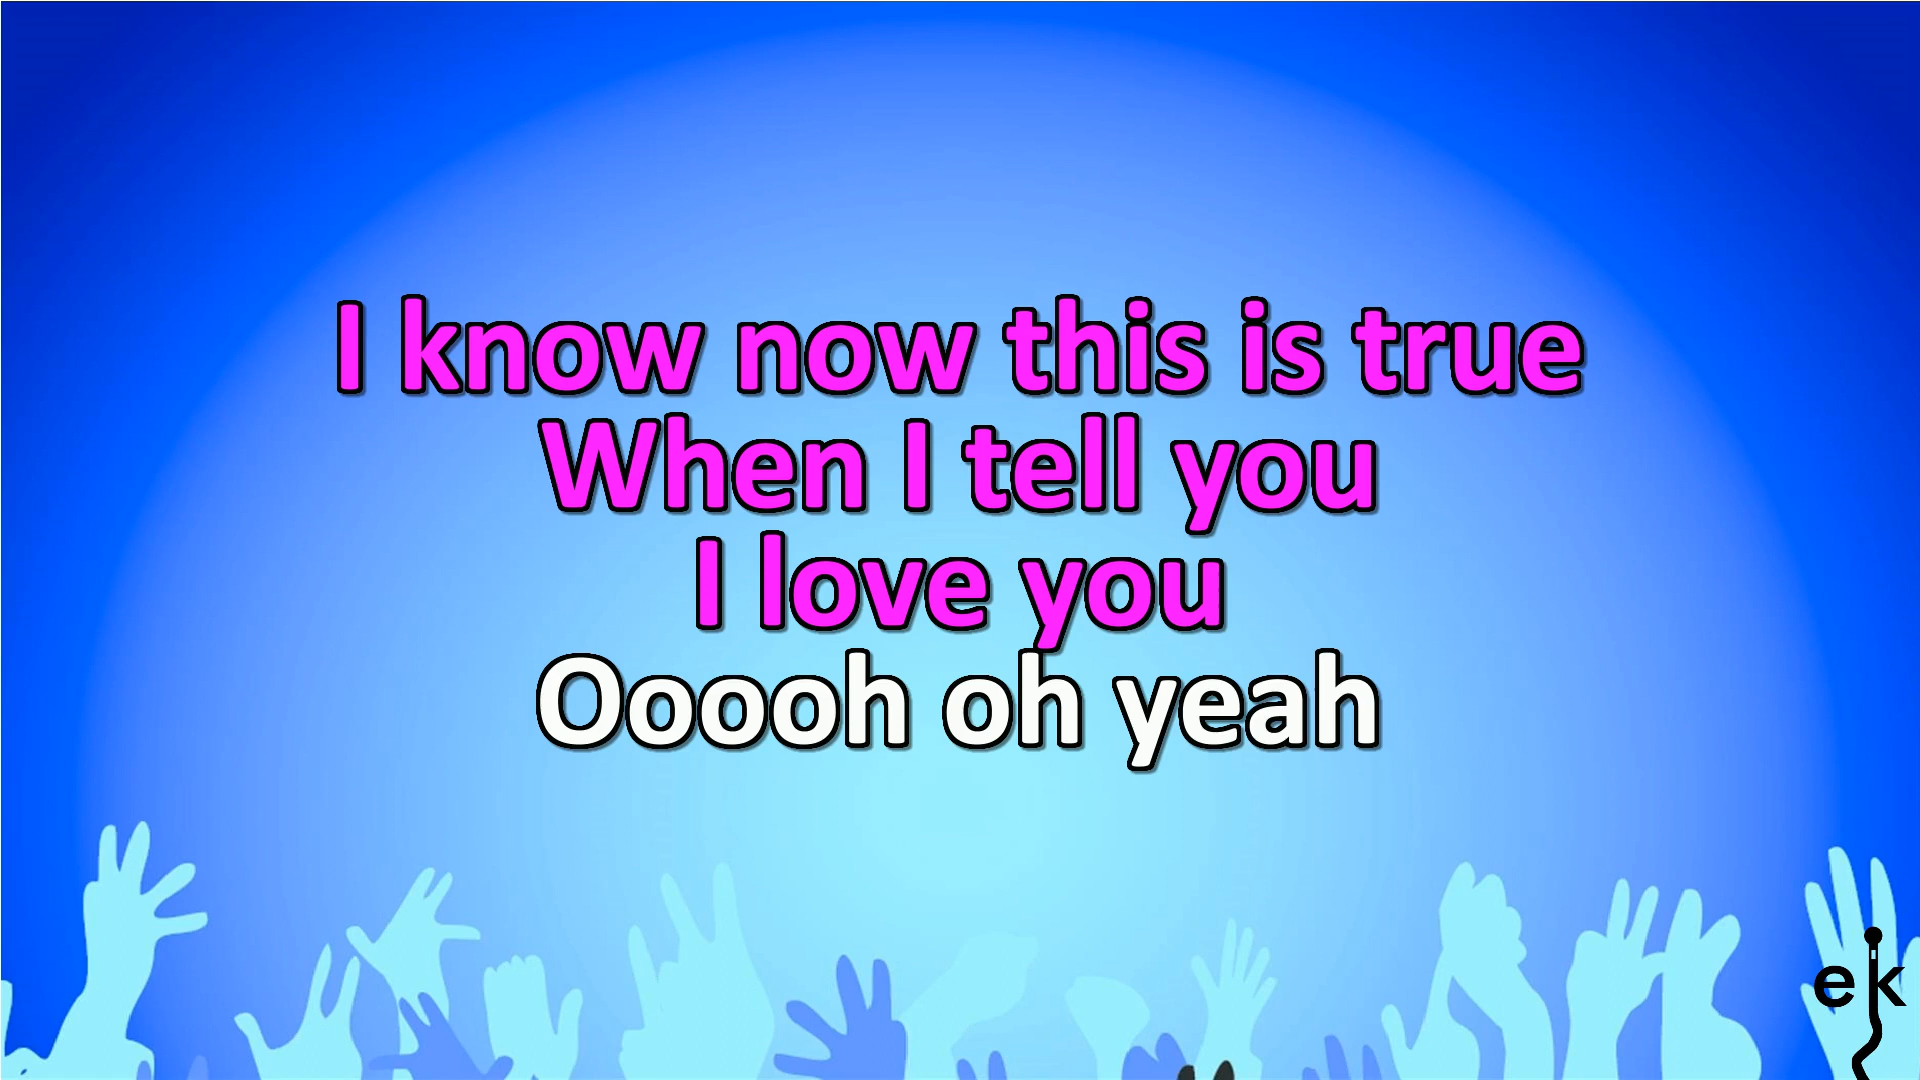 I know now this is true
When I tell you
I love you
Ooooh oh yeah
ek